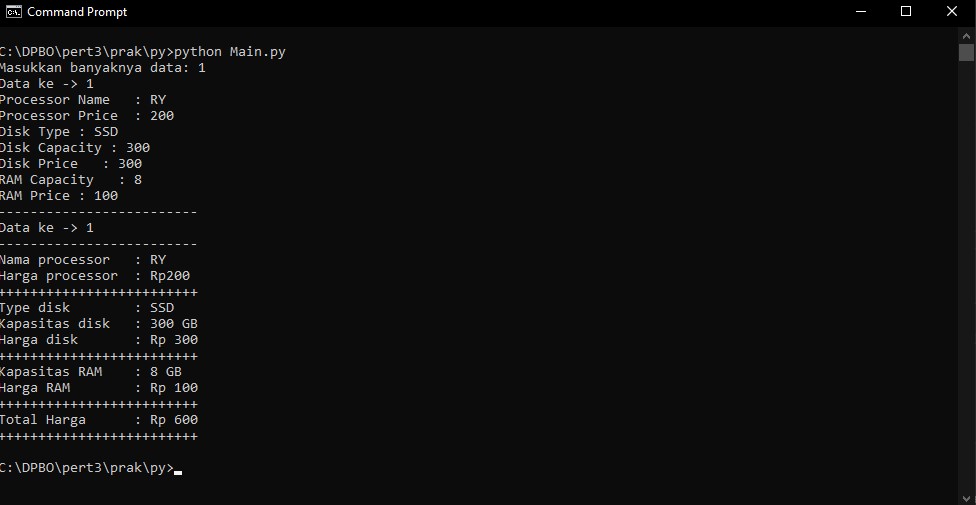 Command Prompt
C:\DPBO\pert3\prak\py>python Main.py
Masukkan banyaknya data: 1
Data ke -> 1
Processor Name   : RY
Processor Price  : 200
Disk Type : SSD
Disk Capacity : 300
Disk Price   : 300
RAM Capacity   : 8
RAM Price : 100
-------------------------
Data ke -> 1
-------------------------
Nama processor   : RY
Harga processor  : Rp200
+++++++++++++++++++++++++
Type disk        : SSD
Kapasitas disk   : 300 GB
Harga disk       : Rp 300
+++++++++++++++++++++++++
Kapasitas RAM    : 8 GB
Harga RAM        : Rp 100
+++++++++++++++++++++++++
Total Harga      : Rp 600
+++++++++++++++++++++++++
C:\DPBO\pert3\prak\py>